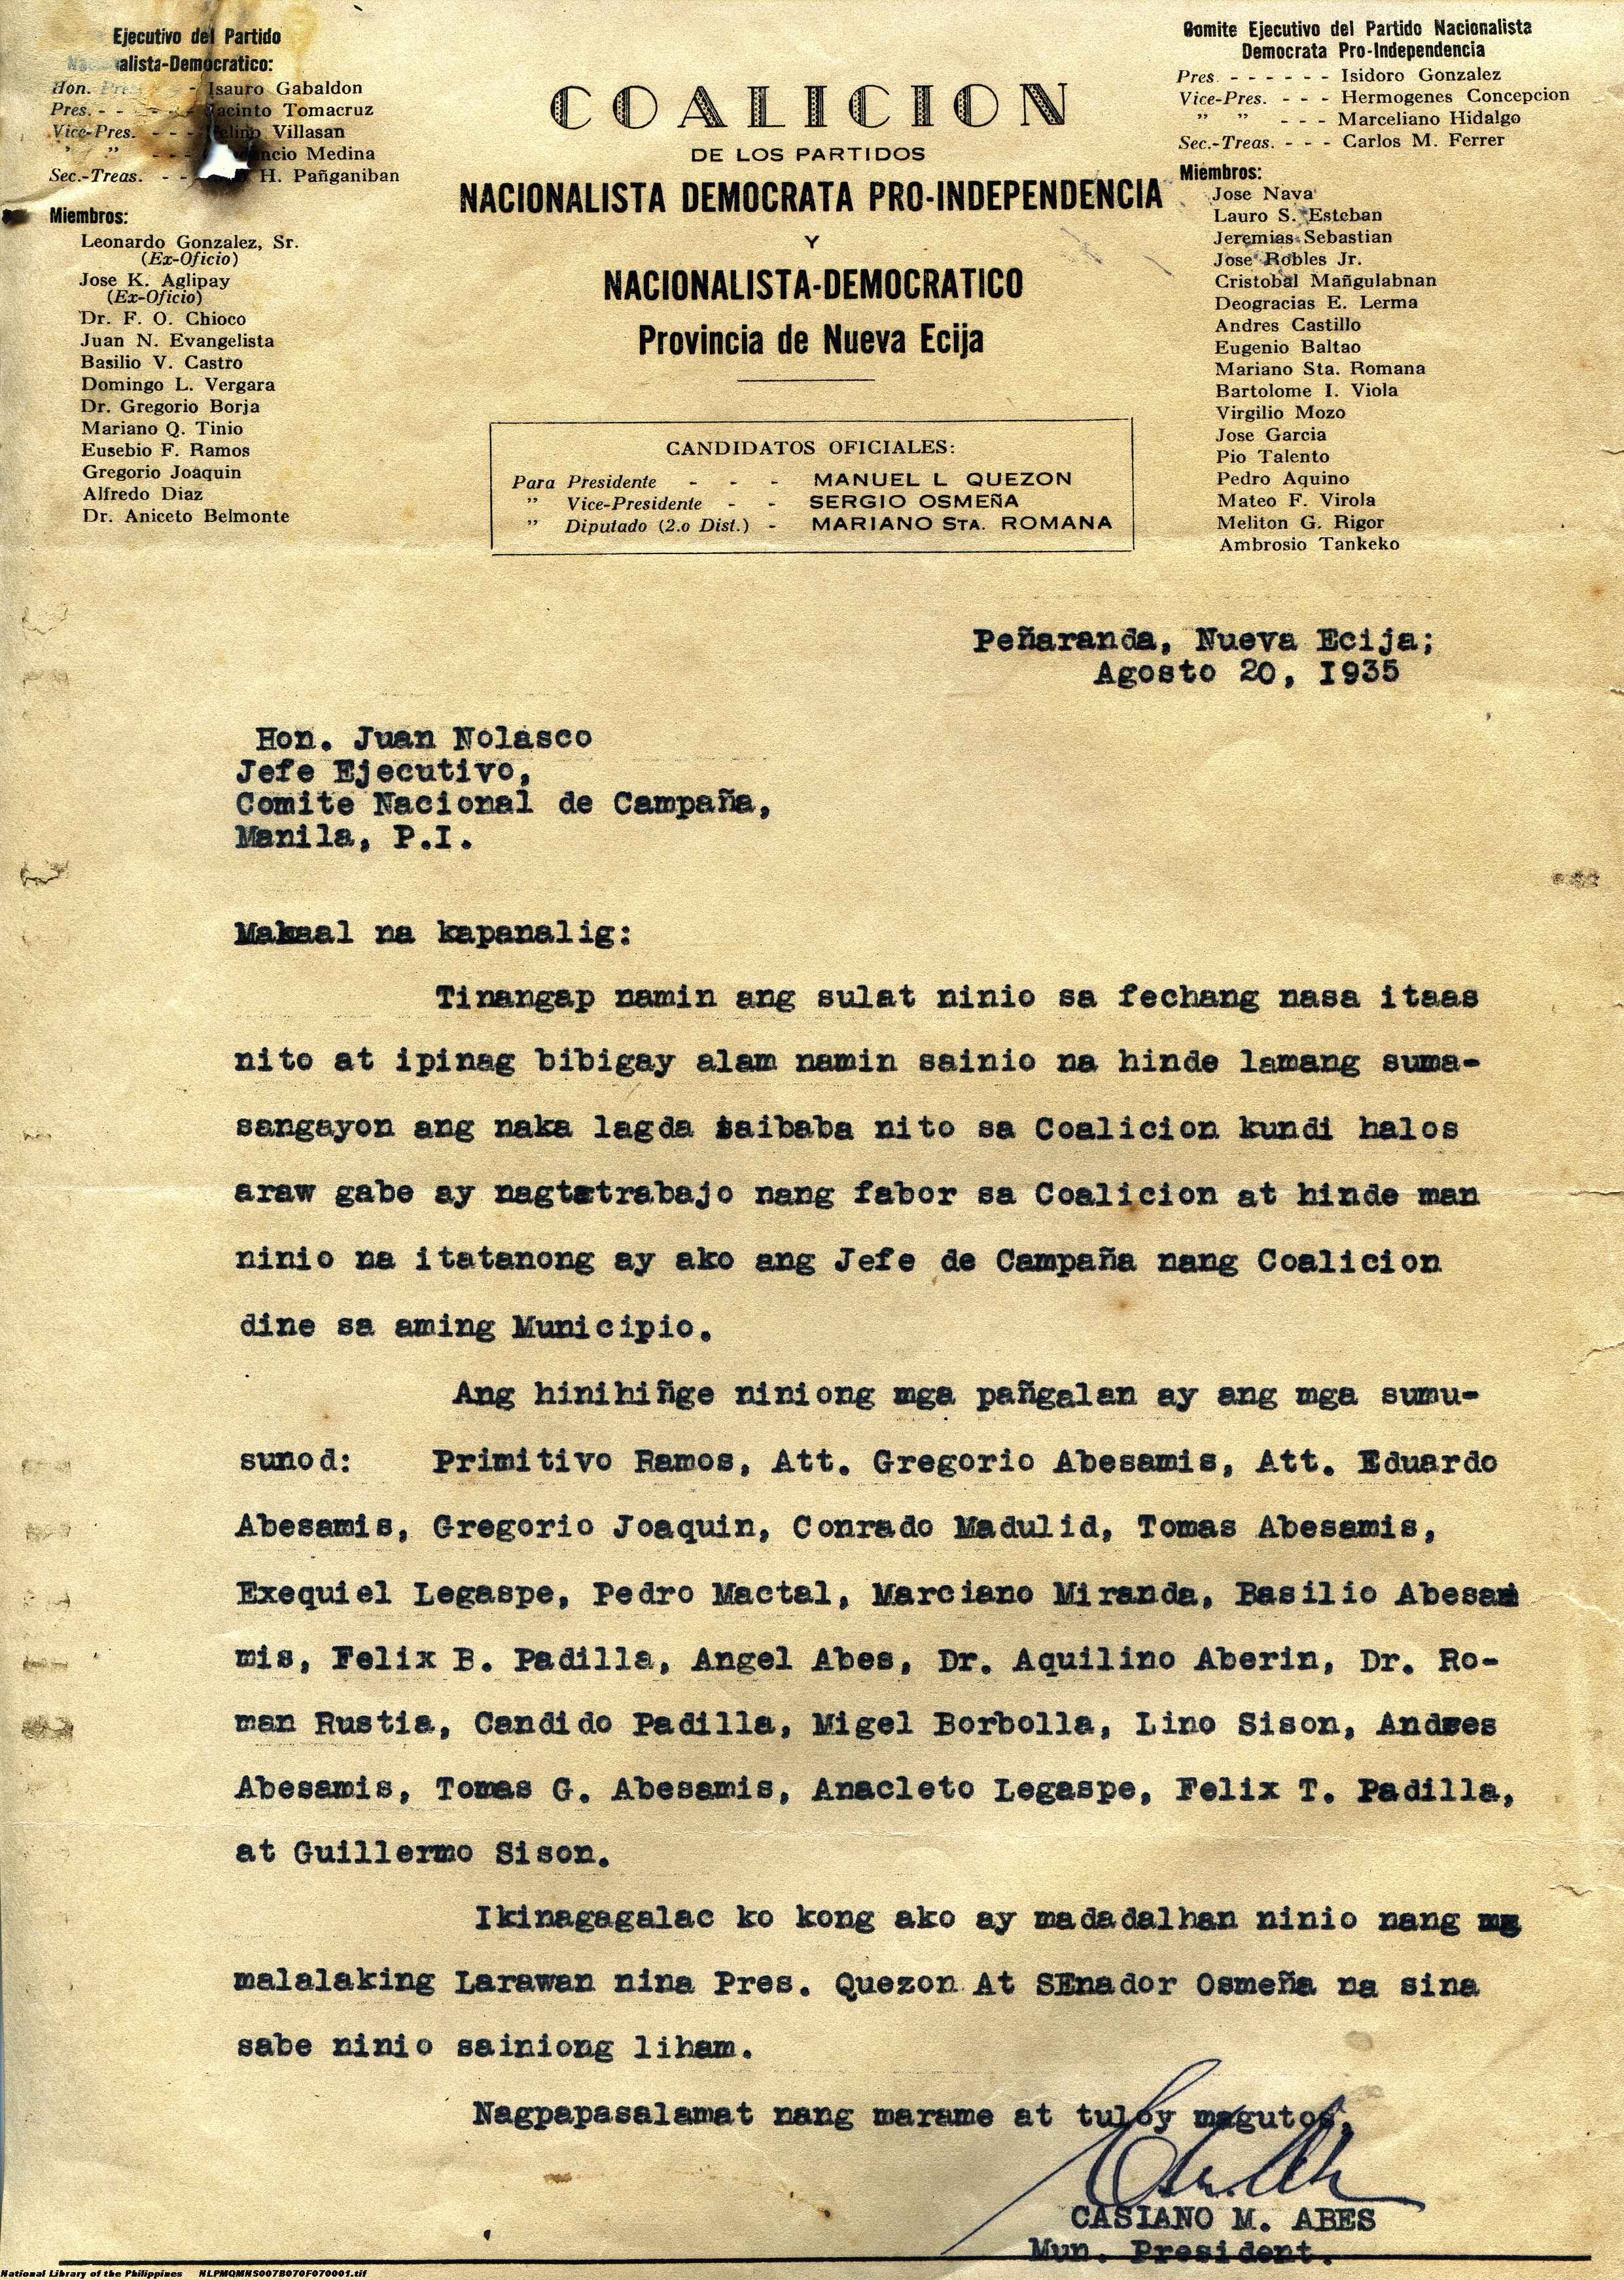 Ejecutivo del Partido
alista-Democratico:
Hon. - Isauro Gabaldon
Pres. - - - - Jacinto Tomacruz
Vice-Pres. - - - Villasan
" " - - - Medina
Sec.-Treas. - - H. Pañganiban
Miembros:
Leonardo Gonzalez, Sr.
(Ex-Oficio)
Jose K. Aglipay
(Ex-Oficio)
Dr. F. O. Chioco
Juan N. Evangelista
Basilio V. Castro
Domingo L. Vergara
Dr. Gregorio Borja
Mariano Q. Tinio
Eusebio F. Ramos
Gregorio Joaquin
Alfredo Diaz
Dr. Aniceto Belmonte
COALICION
DE LOS PARTIDOS
NACIONALISTA DEMOCRATA PRO-INDEPENDENCIA
Y
NACIONALISTA-DEMOCRATICO
Provincia de Nueva Ecija
CANDIDATOS OFICIALES:
Para Presidente - - - MANUEL L QUEZON
" Vice-Presidente - - SERGIO OSMEÑA
" Diputado (2.o Dist.) - MARIANO STA. ROMANA
Comite Ejecutivo del Partido Nacionalista
Democrata Pro-Independencia
Pres - - - - - - Isidoro Gonzalez
Vice-Pres. - - - Hermogenes Concepcion
" " - - - Marceliano Hidalgo
Sec.-Treas. - - - Carlos M. Ferrer
Miembros:
Jose Nava
Lauro S. Esteban
Jeremias Sebastian
Jose Robles Jr.
Cristobal Mañgulabnan
Deogracias E. Lerma
Andres Castillo
Eugenio Baltao
Mariano Sta. Romana
Bartolome I. Viola
Virgilio Mozo
Jose Garcia
Pio Talento
Pedro Aquino
Mateo F. Virola
Meliton G. Rigor
Ambrosio Tankeko
Peñaranda, Nueva Ecija;
Agosto 20, 1935
Hon. Juan Nolasco
Jefe Ejecutivo,
Comite Nacional de Campaña,
Manila, P.I.
Makaal na kapanalig:
Tinangap namin ang sulat ninio sa fechang nasa itaas
nito at ipinag bibigay alam namin sainio na hinde lamang suma-
sangayon ang naka lagda saibaba nito sa Coalicion kundi halos
araw gabe ay nagtatrabajo nang fabor sa Coalicion at hinde man
ninio na itatanong ay ako ang Jefe de Campaña nang Coalicion
dine sa aming Municipio.
Ang hinihiñge niniong mga pañgalan ay ang mga sumu-
sunod: Primitivo Ramos, Att. Gregorio Abesamis, Att. Eduardo
Abesamis, Gregorio Joaquin, Conrado Madulid, Tomas Abesamis,
Exequiel Legaspe, Pedro Mactal, Marciano Miranda, Basilio Abesa
mis, Felix B. Padilla, Angel Abes, Dr. Aquilino Aberin, Dr. Ro-
man Rustia, Candido Padilla, Migel Borbolla, Lino Sison, Andres
Abesamis, Tomas G. Abesamis, Anacleto Legaspe, Felix T. Padilla,
at Guillermo Sison.
Ikinagagalac ko kong ako ay madadalhan ninio nang
malalaking Larawan nina Pres. Quezon At SEnador Osmeña na sina
sabe ninio sainiong liham.
Nagpapasalamat nang marame at tuloy magutos.
CASIANO M. ABES
Mun. President.
National Library of the Philippines NLPMQMNS007B070F070001.tif